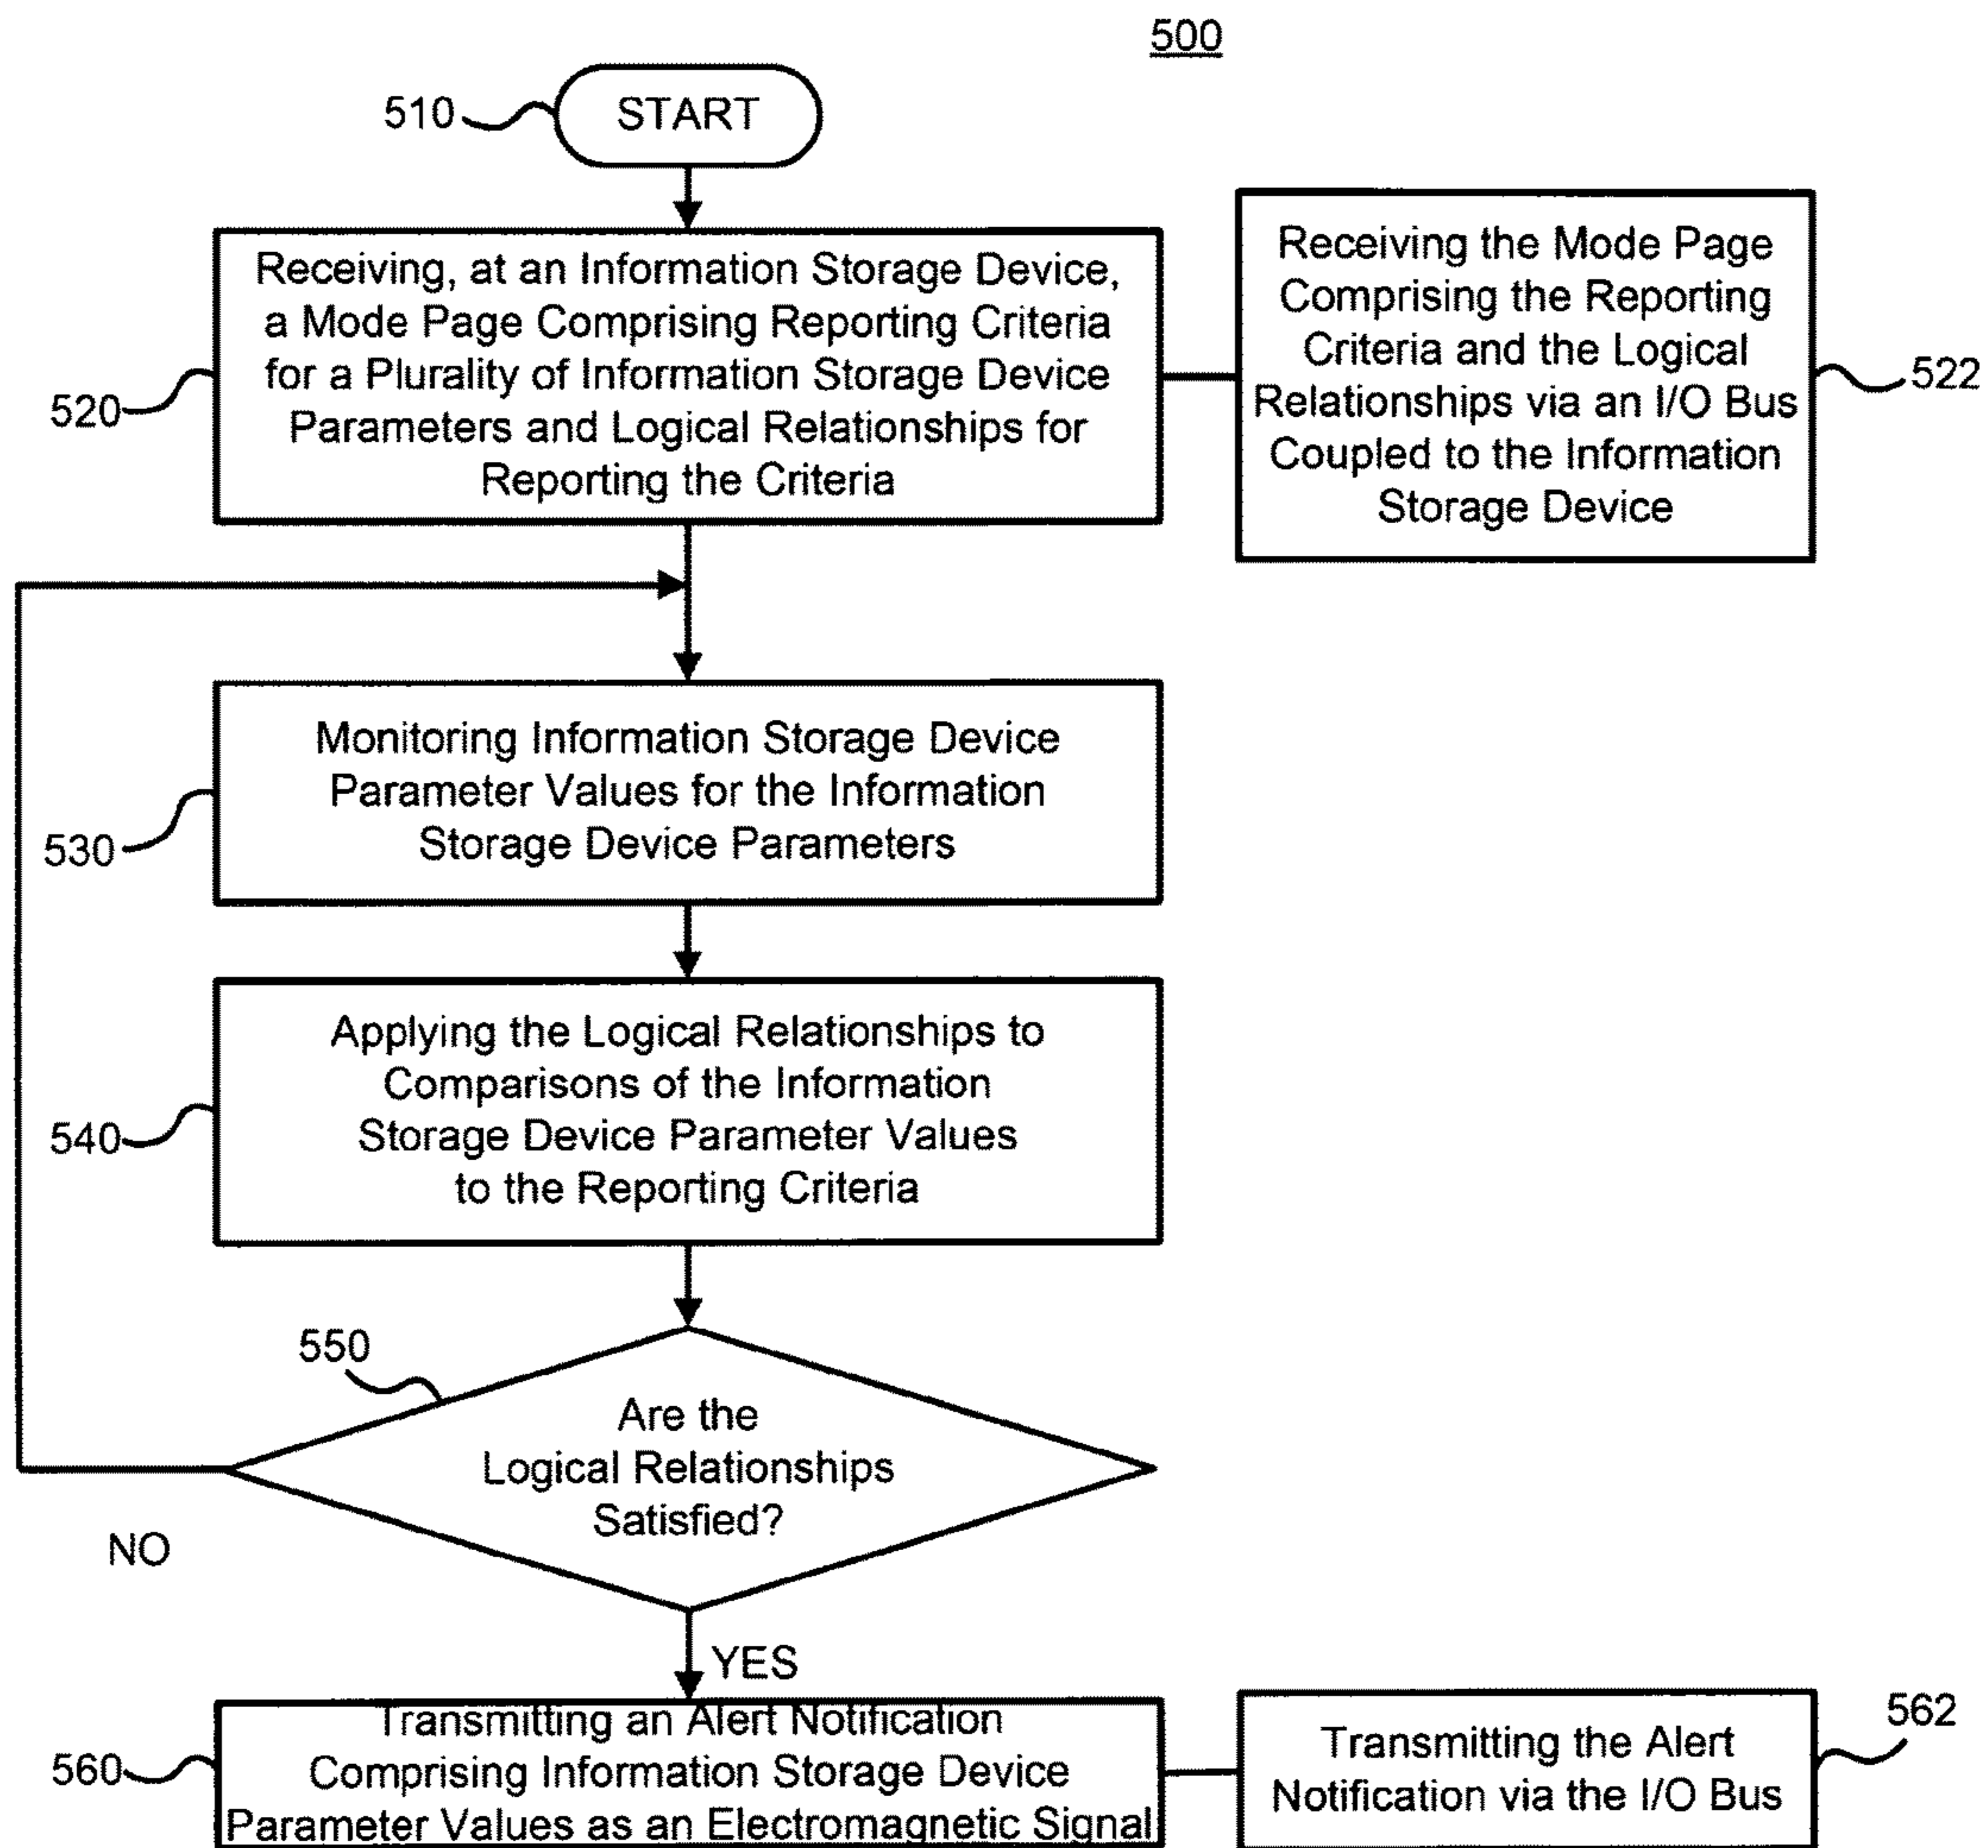 500
510
START
Receiving, at an Information Storage Device,
a Mode Page Comprising Reporting Criteria
for a Plurality of Information Storage Device
Parameters and Logical Relationships for
Reporting the Criteria
520
Receiving the Mode Page
Comprising the Reporting
Criteria and the Logical
Relationships via an I/O Bus
Coupled to the Information
Storage Device
522
Monitoring Information Storage Device
Parameter Values for the Information
Storage Device Parameters
530
Applying the Logical Relationships to
Comparisons of the Information
Storage Device Parameter Values
to the Reporting Criteria
540
550
Are the
Logical Relationships
Satisfied?
NO
YES
Transmitting an Alert Notification
Comprising Information Storage Device
Parameter Values as an Electromagnetic Signal
560
Transmitting the Alert
Notification via the I/O Bus
562